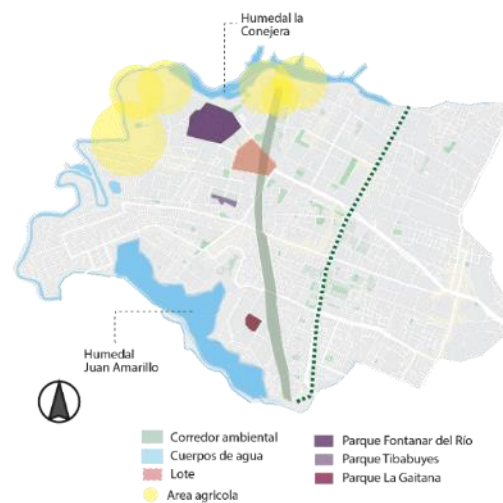 Humedal la
Conejera
Humedal
Juan Amarillo
Corredor ambiental
Cuerpos de agua
Lote
Area agricola
Parque Fontanar del Río
Parque Tibabuyes
Parque La Gaitana